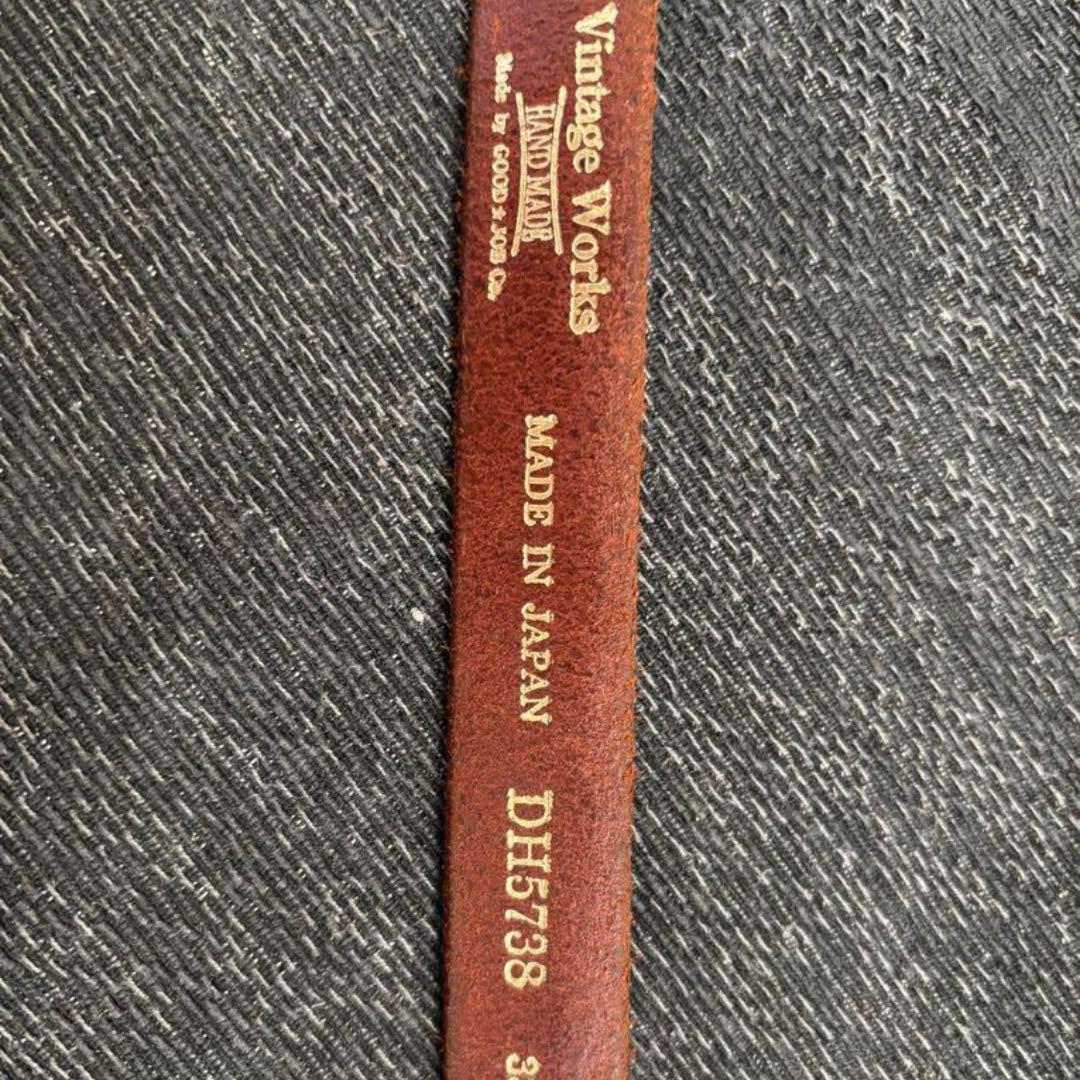 Vintage Works
HAND MADE
Made by GOOD★JOB Co.
MADE IN JAPAN
DH5738